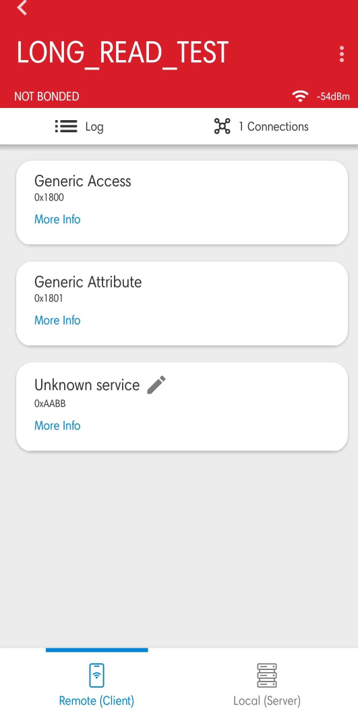 LONG_READ_TEST
NOT BONDED
-54dBm
Log
1 Connections
Generic Access
0x1800
More Info
Generic Attribute
0x1801
More Info
Unknown service
0xAABB
More Info
Remote (Client)
Local (Server)